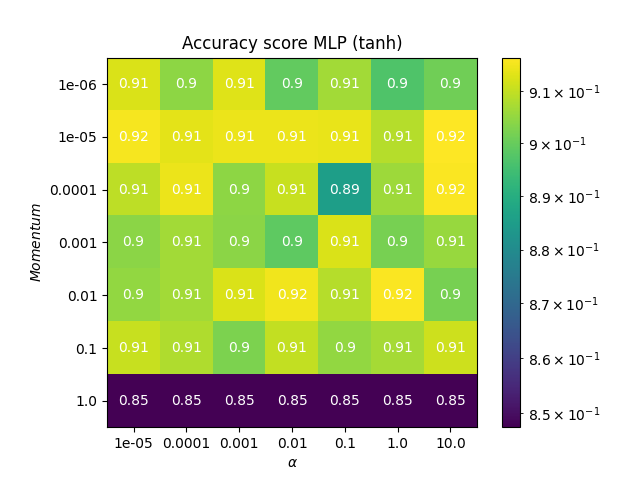 Accuracy score MLP (tanh)
Momentum
1e-06 0.91 0.9 0.91 0.9 0.91 0.9 0.9
1e-05 0.92 0.91 0.91 0.91 0.91 0.91 0.92
0.0001 0.91 0.91 0.9 0.91 0.89 0.91 0.92
0.001 0.9 0.91 0.9 0.9 0.91 0.9 0.91
0.01 0.9 0.91 0.91 0.92 0.91 0.92 0.9
0.1 0.91 0.91 0.9 0.91 0.9 0.91 0.91
1.0 0.85 0.85 0.85 0.85 0.85 0.85 0.85
1e-05 0.0001 0.001 0.01 0.1 1.0 10.0
α
9.1 × 10⁻¹
9 × 10⁻¹
8.9 × 10⁻¹
8.8 × 10⁻¹
8.7 × 10⁻¹
8.6 × 10⁻¹
8.5 × 10⁻¹